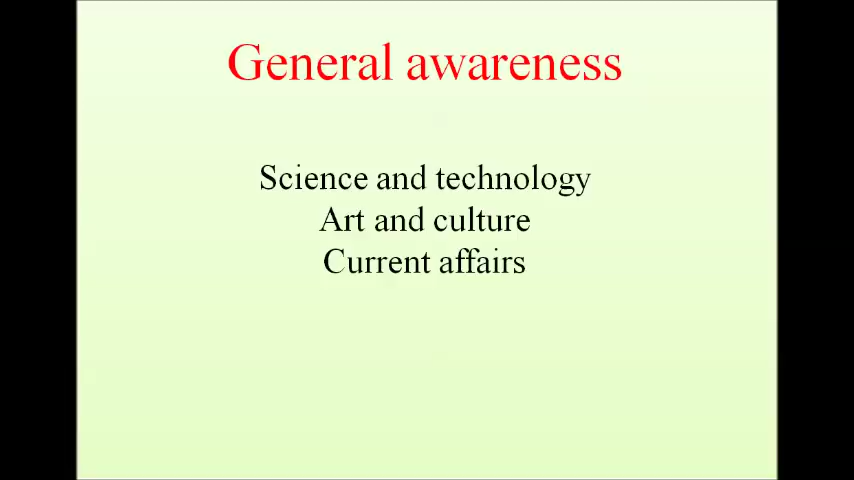 General awareness
Science and technology
Art and culture
Current affairs